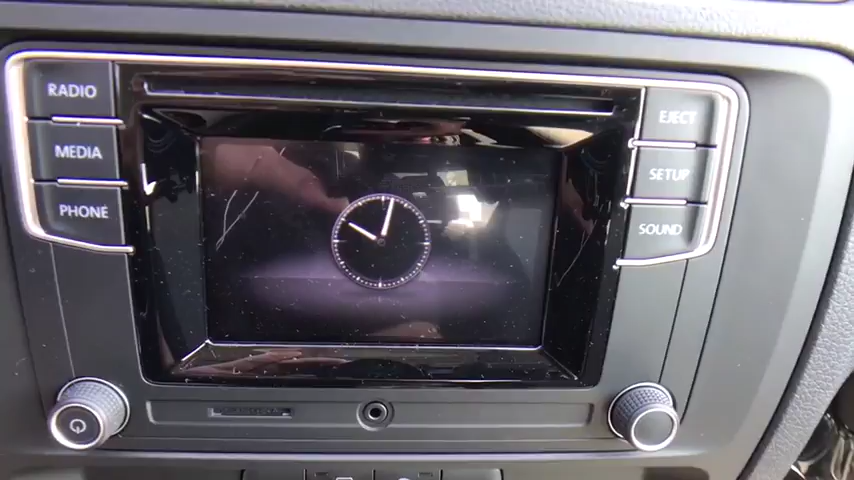 RADIO
EJECT
MEDIA
SETUP
PHONE
SOUND